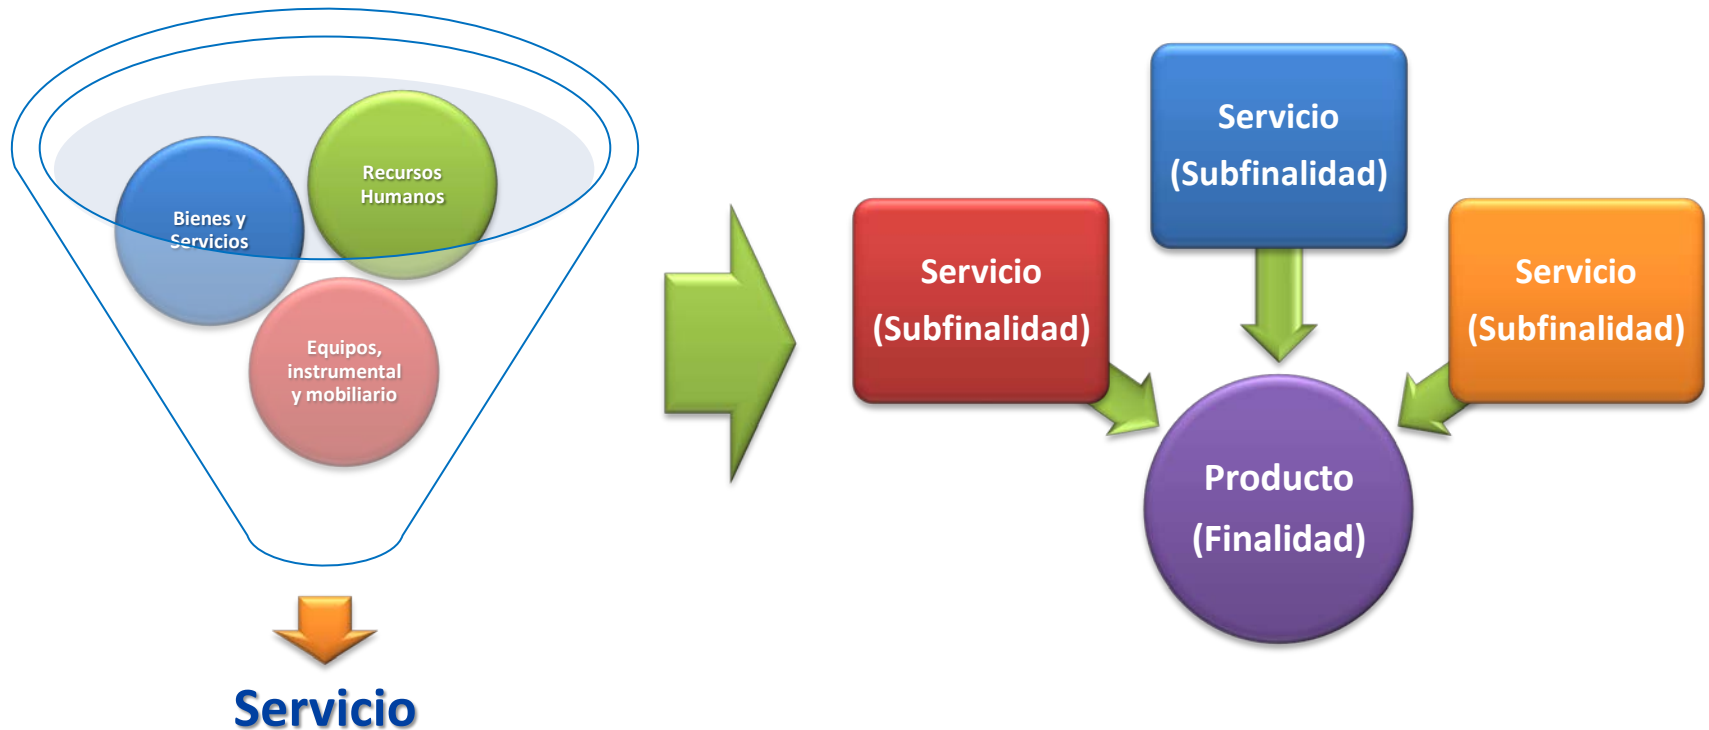 Recursos
Humanos
Bienes y
Servicios
Equipos,
instrumental
y mobiliario
Servicio
Servicio
(Subfinalidad)
Servicio
(Subfinalidad)
Servicio
(Subfinalidad)
Producto
(Finalidad)